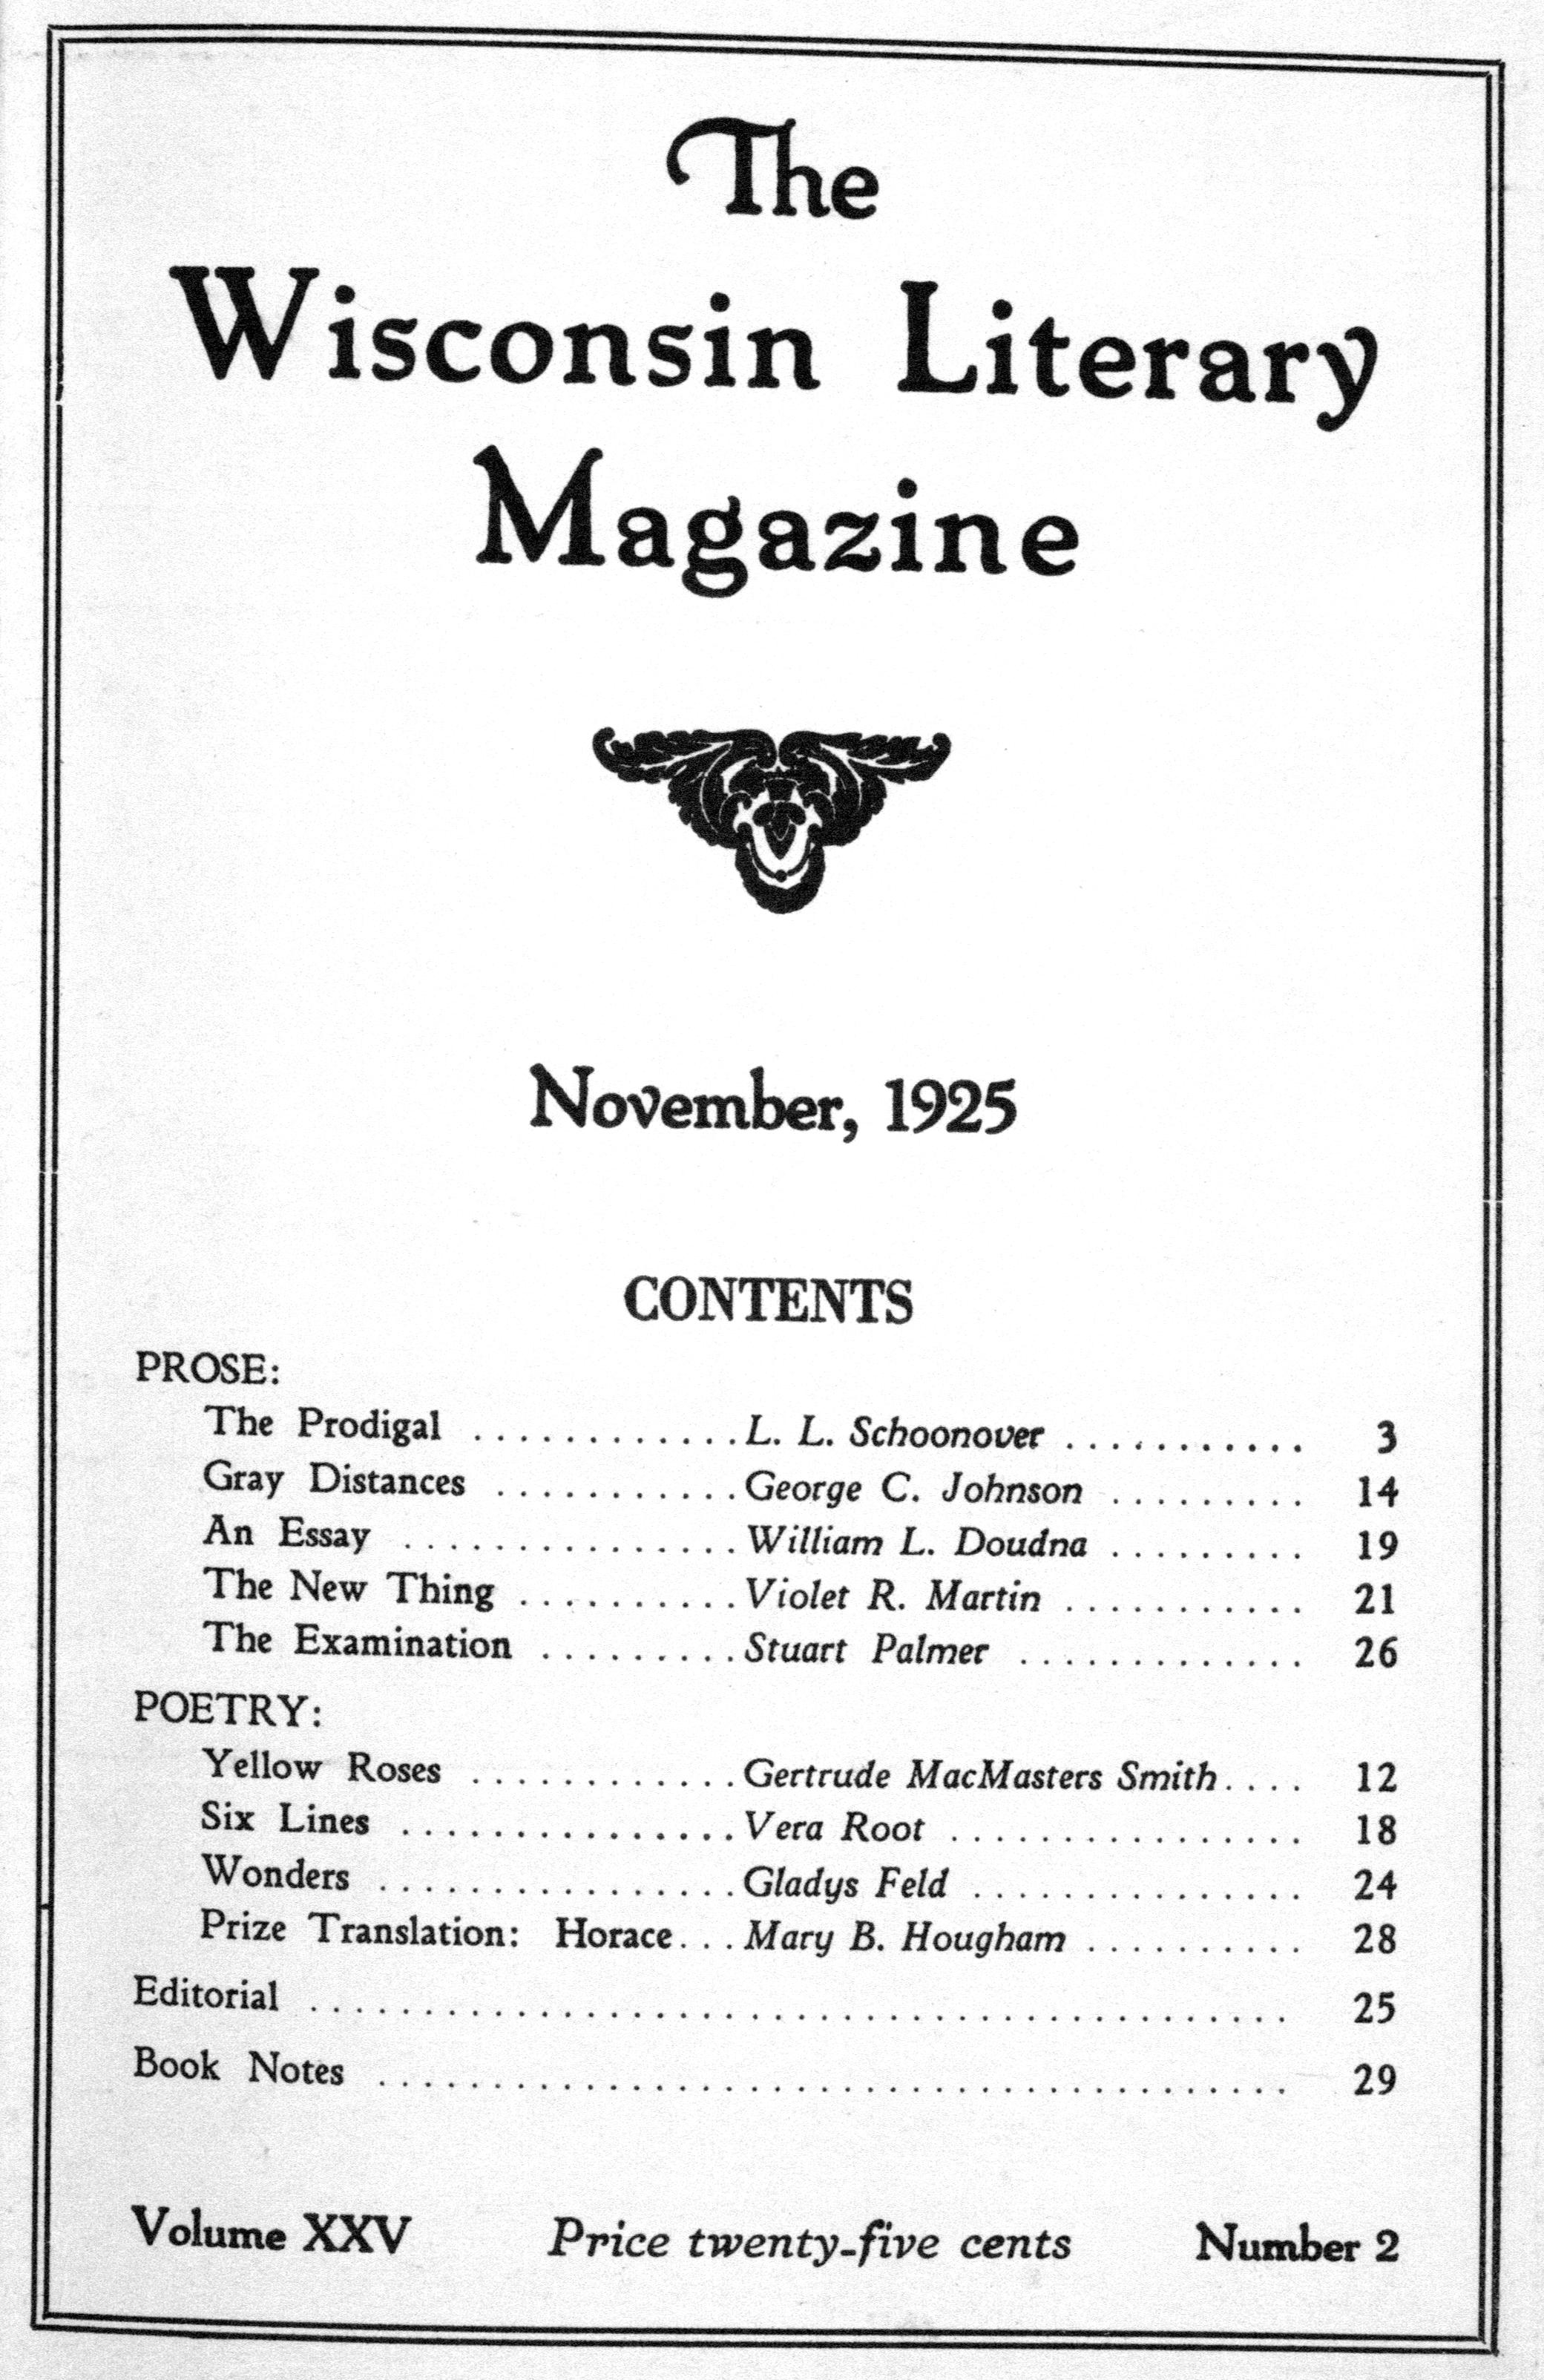 The
Wisconsin Literary
Magazine
November, 1925
CONTENTS
PROSE:
The Prodigal ............ L. L. Schoonover ........... 3
Gray Distances ........... George C. Johnson ......... 14
An Essay ............... William L. Doudna ......... 19
The New Thing .......... Violet R. Martin ........... 21
The Examination ......... Stuart Palmer ............. 26
POETRY:
Yellow Roses ............ Gertrude MacMasters Smith .... 12
Six Lines ............... Vera Root ................ 18
Wonders ................ Gladys Feld ............... 24
Prize Translation: Horace ... Mary B. Hougham .......... 28
Editorial ........................................... 25
Book Notes ........................................ 29
Volume XXV Price twenty-five cents Number 2